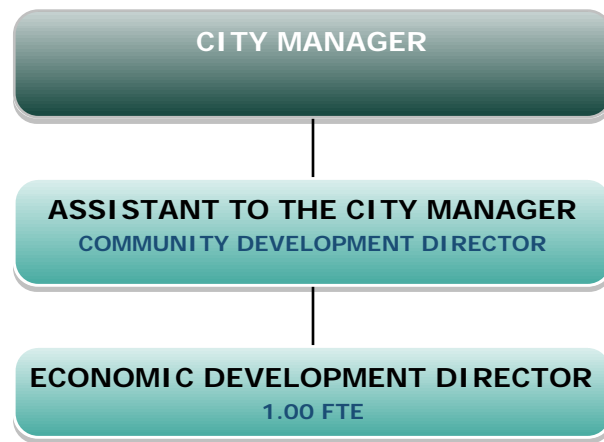 CITY MANAGER
ASSISTANT TO THE CITY MANAGER
COMMUNITY DEVELOPMENT DIRECTOR
ECONOMIC DEVELOPMENT DIRECTOR
1.00 FTE